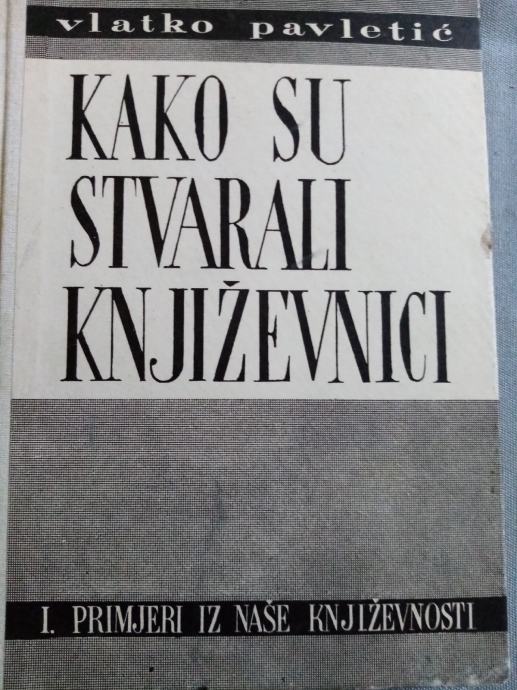 vlatko pavletić
KAKO SU
STVARALI
KNJIŽEVNICI
I. PRIMJERI IZ NAŠE KNJIŽEVNOSTI